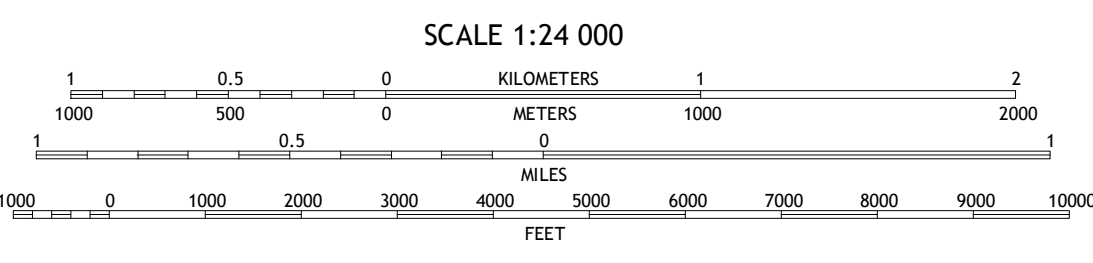 SCALE 1:24 000
1 0.5 0 KILOMETERS 1 2
1000 500 0 METERS 1000 2000
1 0.5 0 1
MILES
1000 0 1000 2000 3000 4000 5000 6000 7000 8000 9000 10000
FEET